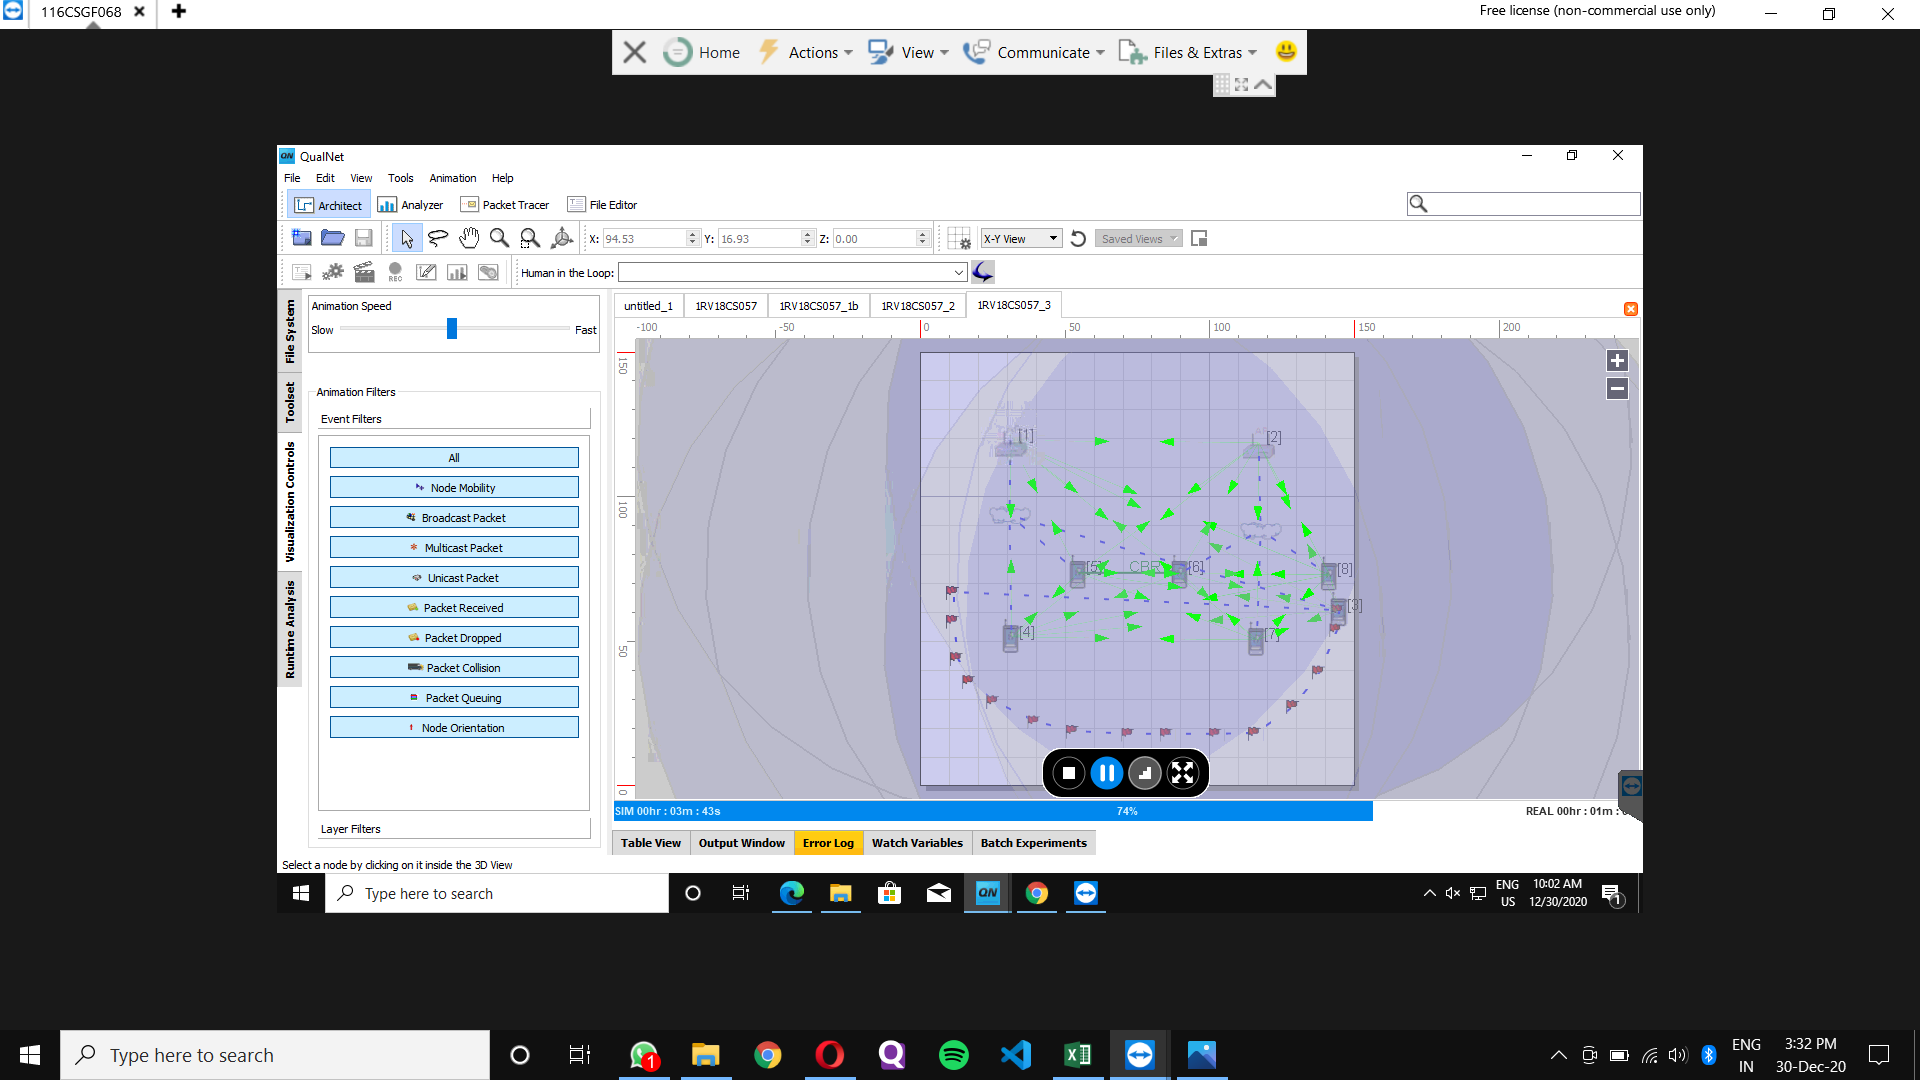 116CSGF068
Free license (non-commercial use only)
Home Actions View Communicate Files & Extras
QN QualNet
File Edit View Tools Animation Help
Architect Analyzer Packet Tracer File Editor
X: 94.53 Y: 16.93 Z: 0.00 X-Y View Saved Views
REC Human in the Loop:
File System
Toolset
Visualization Controls
Runtime Analysis
Animation Speed
Slow Fast
Animation Filters
Event Filters
All
Node Mobility
Broadcast Packet
Multicast Packet
Unicast Packet
Packet Received
Packet Dropped
Packet Collision
Packet Queuing
Node Orientation
Layer Filters
untitled_1 1RV18CS057 1RV18CS057_1b 1RV18CS057_2 1RV18CS057_3
-100 -50 0 50 100 150 200
150
100
50
0
[1] [2]
[5] CBR [6] [8]
[3]
[4] [7]
SIM 00hr : 03m : 43s 74% REAL 00hr : 01m :
Table View Output Window Error Log Watch Variables Batch Experiments
Select a node by clicking on it inside the 3D View
Type here to search QN ENG 10:02 AM
US 12/30/2020 1
Type here to search 1 ENG 3:32 PM
IN 30-Dec-20